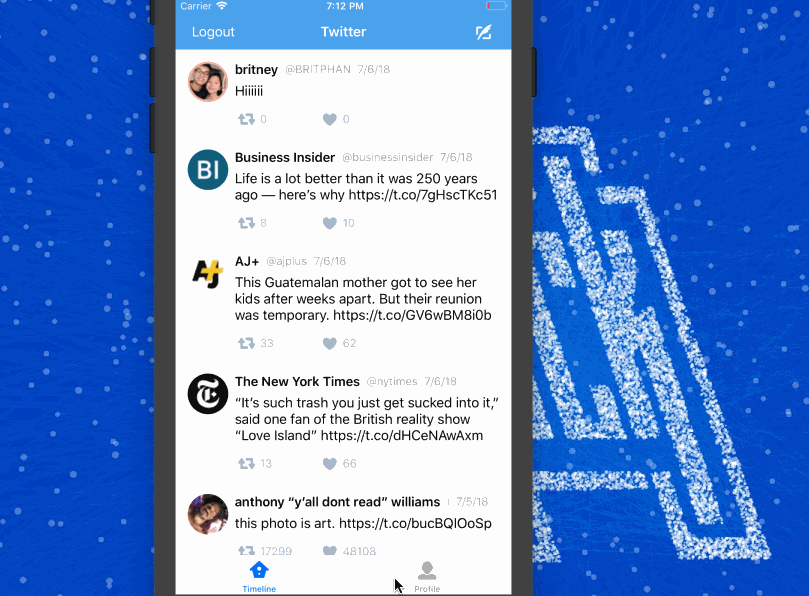 Carrier 7:12 PM
Logout Twitter
britney @BRITPHAN 7/6/18
Hiiiiii
0 0
BI
Business Insider @businessinsider 7/6/18
Life is a lot better than it was 250 years
ago — here's why https://t.co/7gHscTKc51
8 10
AJ+ @ajplus 7/6/18
This Guatemalan mother got to see her
kids after weeks apart. But their reunion
was temporary. https://t.co/GV6wBM8i0b
33 62
The New York Times @nytimes 7/6/18
“It's such trash you just get sucked into it,”
said one fan of the British reality show
“Love Island” https://t.co/dHCeNAwAxm
13 66
anthony “y'all dont read” williams 7/5/18
this photo is art. https://t.co/bucBQIOoSp
17299 48108
Timeline Profile